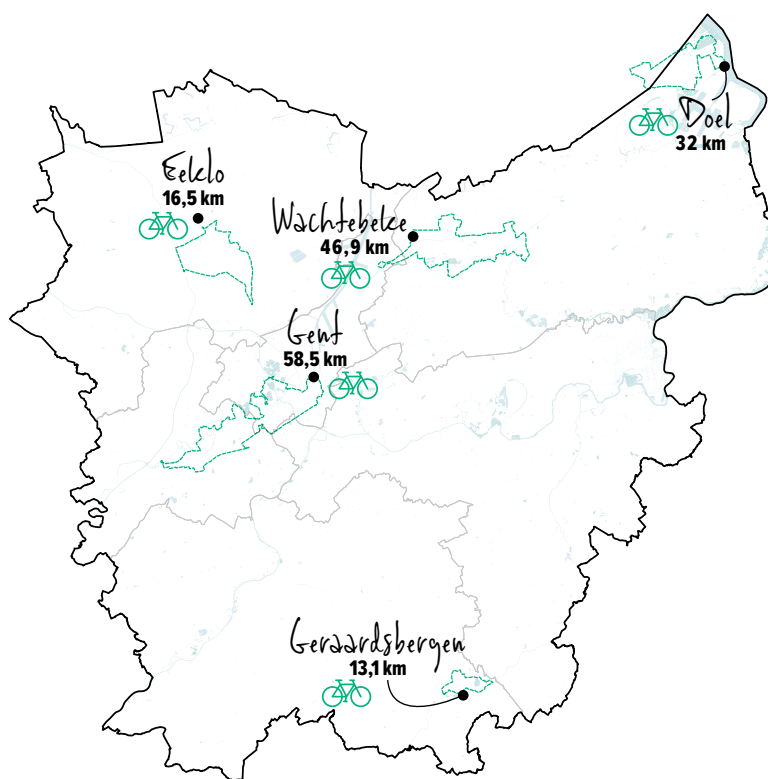 Doel
32 km
Eeklo
16,5 km
Wachtebeke
46,9 km
Gent
58,5 km
Geraardsbergen
13,1 km